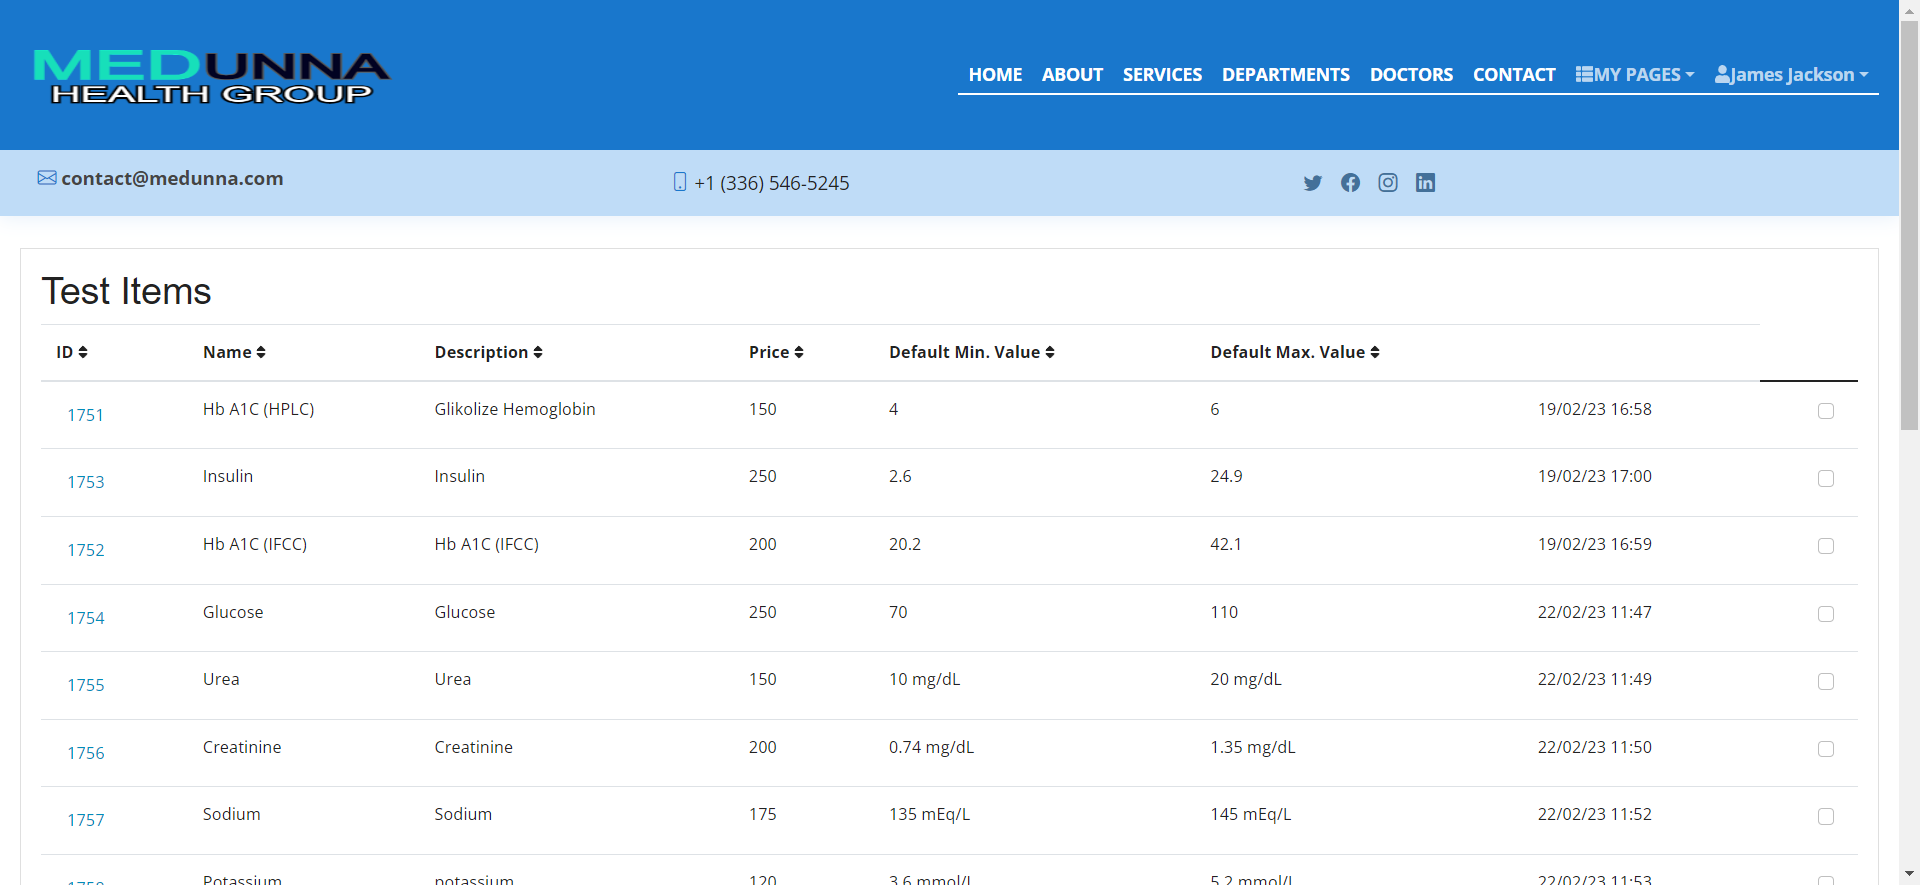 MEDUNNA
HEALTH GROUP
HOME ABOUT SERVICES DEPARTMENTS DOCTORS CONTACT MY PAGES James Jackson
contact@medunna.com +1 (336) 546-5245
Test Items
ID Name Description Price Default Min. Value Default Max. Value
1751 Hb A1C (HPLC) Glikolize Hemoglobin 150 4 6 19/02/23 16:58
1753 Insulin Insulin 250 2.6 24.9 19/02/23 17:00
1752 Hb A1C (IFCC) Hb A1C (IFCC) 200 20.2 42.1 19/02/23 16:59
1754 Glucose Glucose 250 70 110 22/02/23 11:47
1755 Urea Urea 150 10 mg/dL 20 mg/dL 22/02/23 11:49
1756 Creatinine Creatinine 200 0.74 mg/dL 1.35 mg/dL 22/02/23 11:50
1757 Sodium Sodium 175 135 mEq/L 145 mEq/L 22/02/23 11:52
Potassium potassium 120 3.6 mmol/L 5.2 mmol/L 22/02/23 11:53